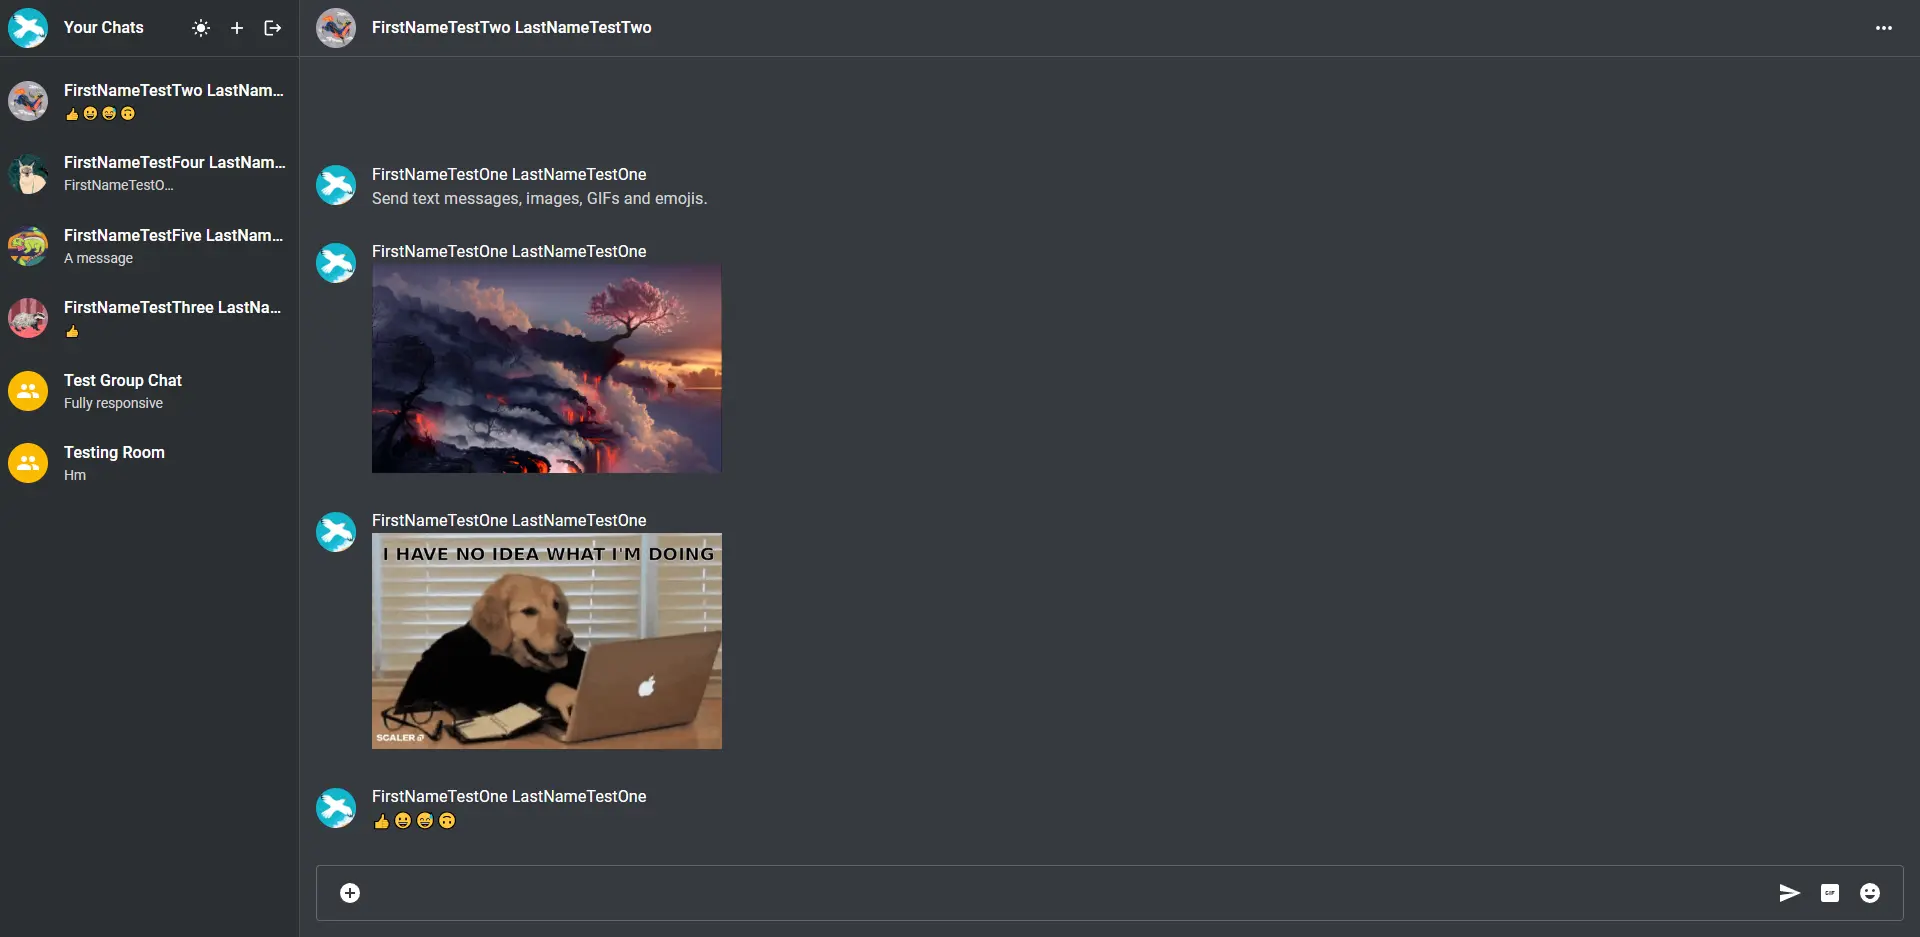 Your Chats
FirstNameTestTwo LastNam...
👍😀😅🙃
FirstNameTestFour LastNam...
FirstNameTestO...
FirstNameTestFive LastNam...
A message
FirstNameTestThree LastNa...
👍
Test Group Chat
Fully responsive
Testing Room
Hm
FirstNameTestTwo LastNameTestTwo
FirstNameTestOne LastNameTestOne
Send text messages, images, GIFs and emojis.
FirstNameTestOne LastNameTestOne
FirstNameTestOne LastNameTestOne
I HAVE NO IDEA WHAT I'M DOING
SCALER
FirstNameTestOne LastNameTestOne
👍😀😅🙃
GIF